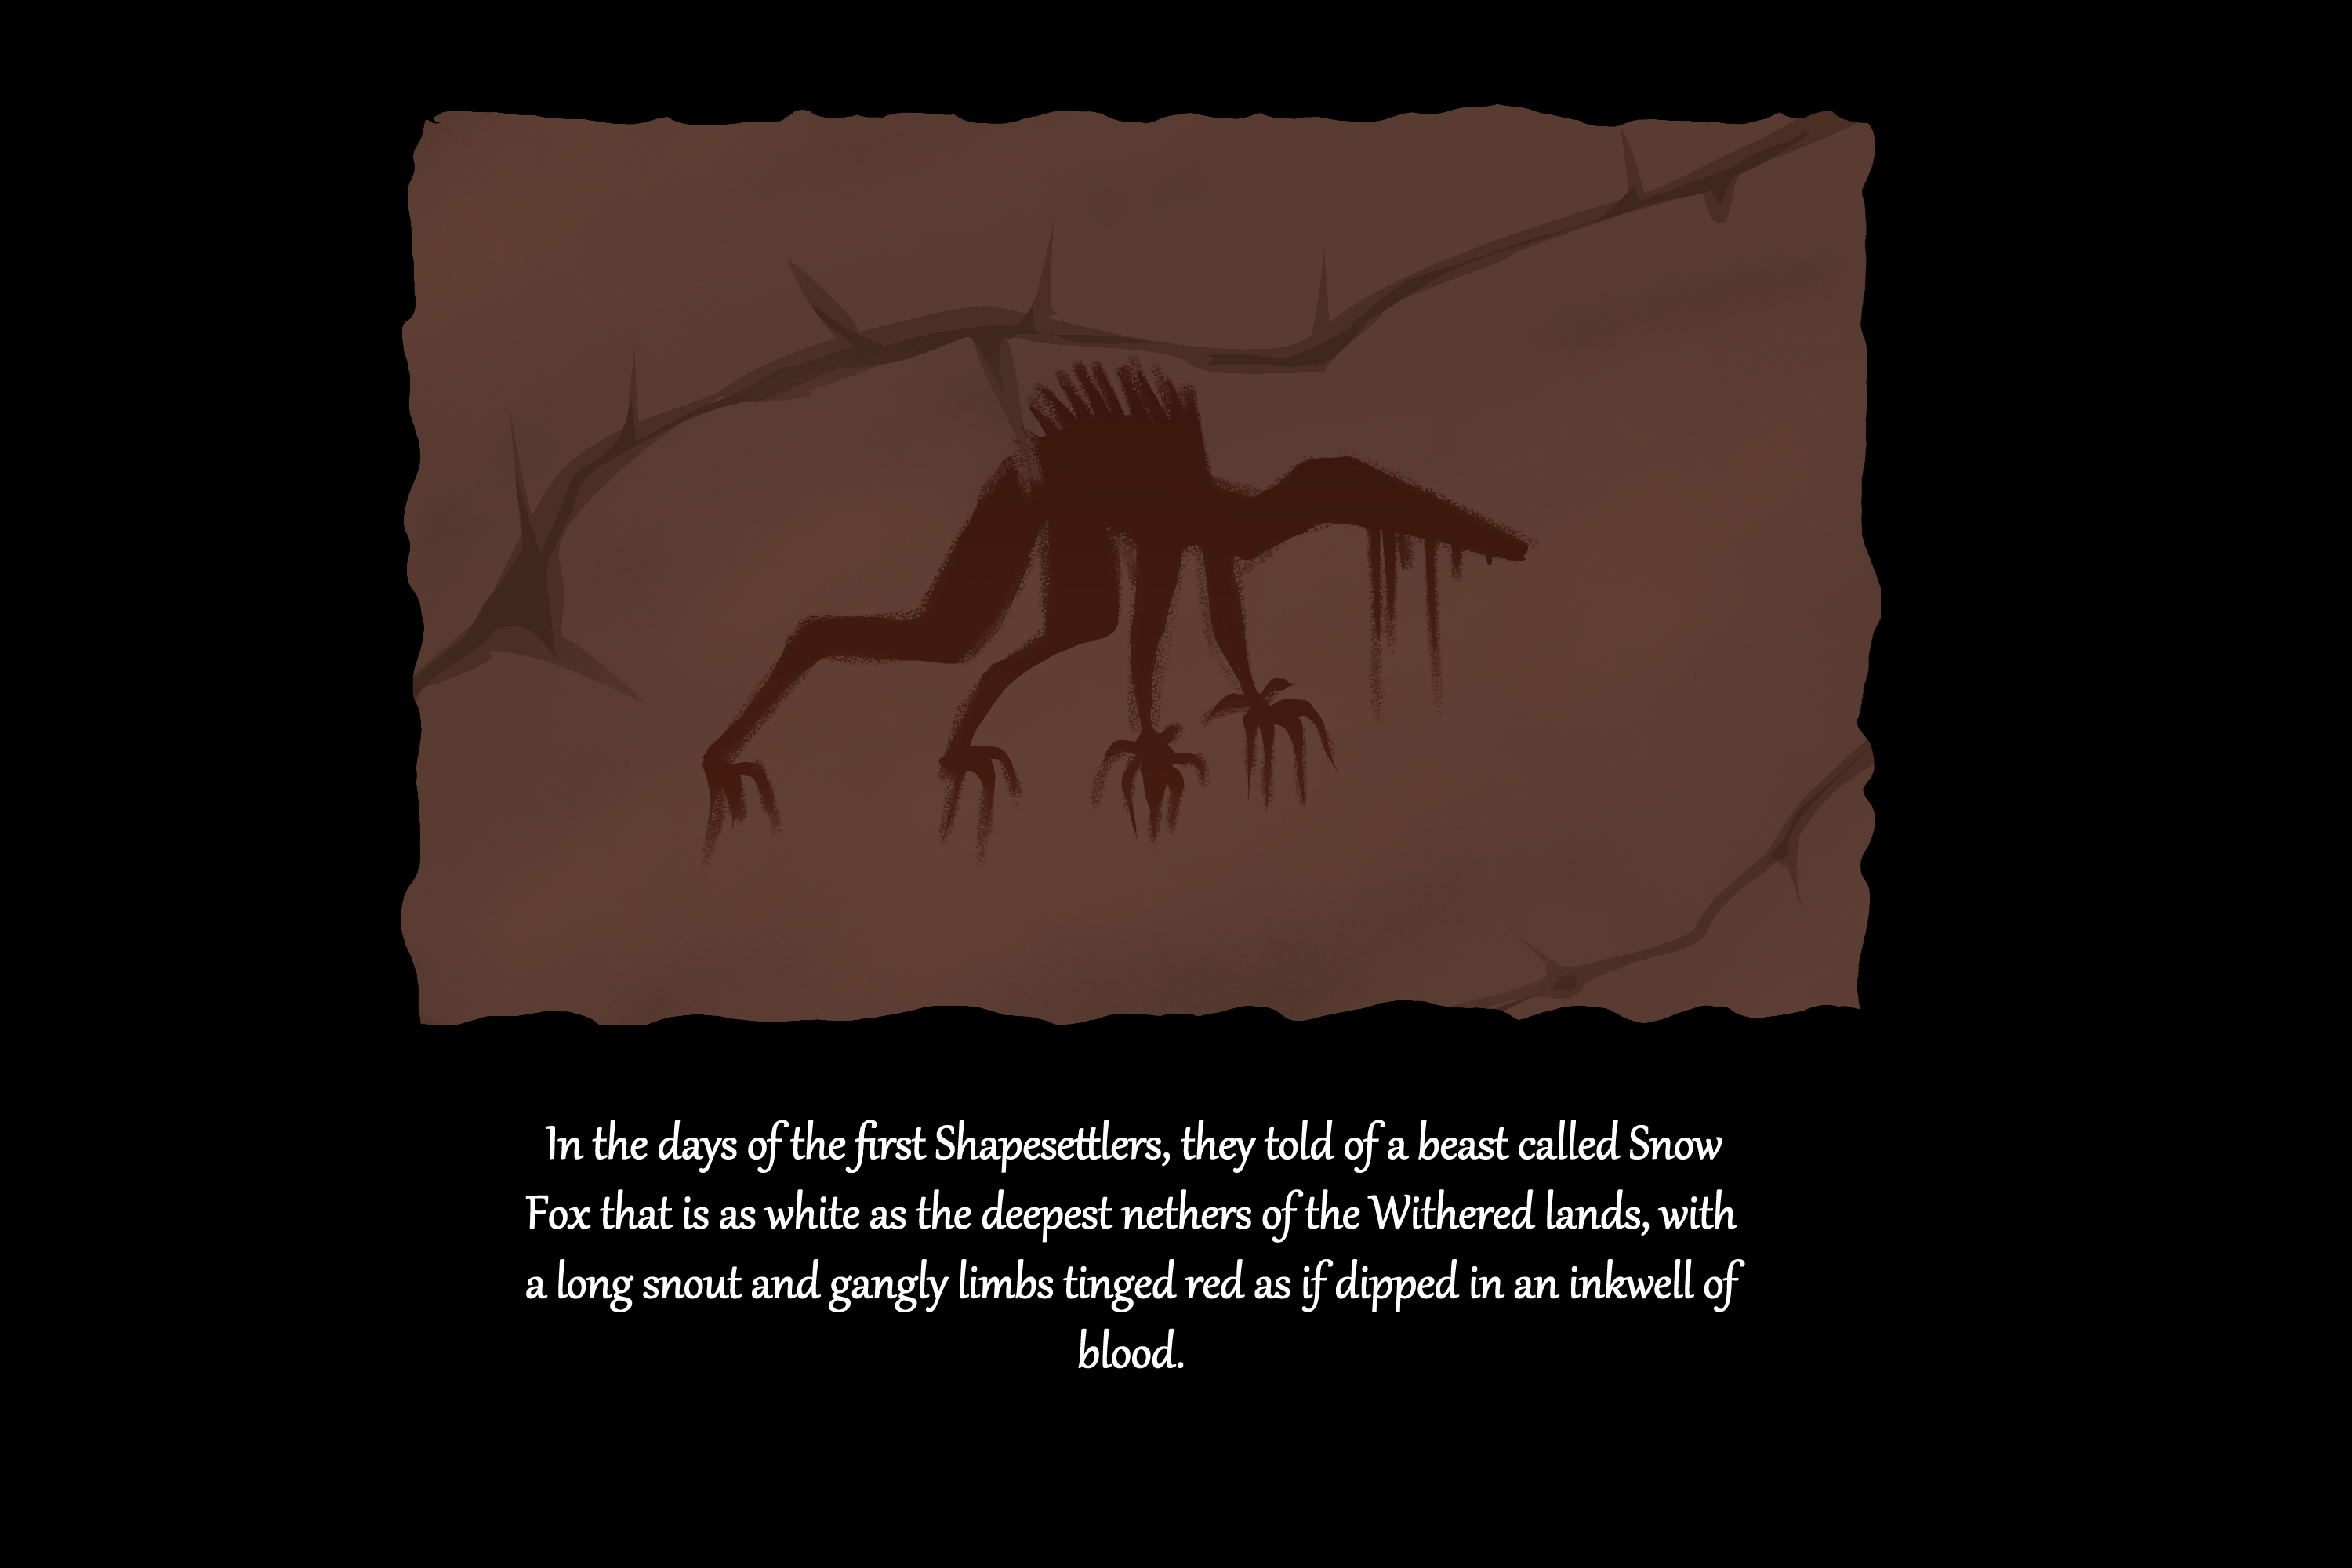 In the days of the first Shapesettlers, they told of a beast called Snow
Fox that is as white as the deepest nethers of the Withered lands, with
a long snout and gangly limbs tinged red as if dipped in an inkwell of
blood.